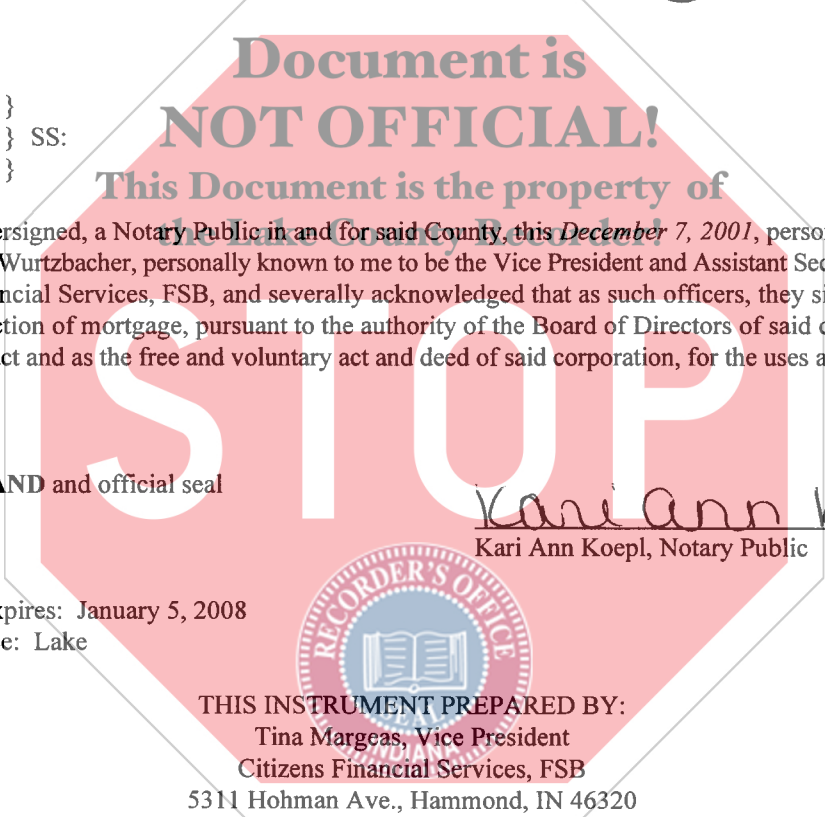 Document is
NOT OFFICIAL!
This Document is the property of
the Lake County Recorder!
}
} SS:
}
ersigned, a Notary Public in and for said County, this December 7, 2001, perso
Wurtzbacher, personally known to me to be the Vice President and Assistant Sec
ncial Services, FSB, and severally acknowledged that as such officers, they si
ction of mortgage, pursuant to the authority of the Board of Directors of said c
ct and as the free and voluntary act and deed of said corporation, for the uses a
STOP
AND and official seal
Kari Ann K
Kari Ann Koepl, Notary Public
xpires: January 5, 2008
e: Lake
RECORDER'S OFFICE
SEAL
INDIANA
THIS INSTRUMENT PREPARED BY:
Tina Margeas, Vice President
Citizens Financial Services, FSB
5311 Hohman Ave., Hammond, IN 46320